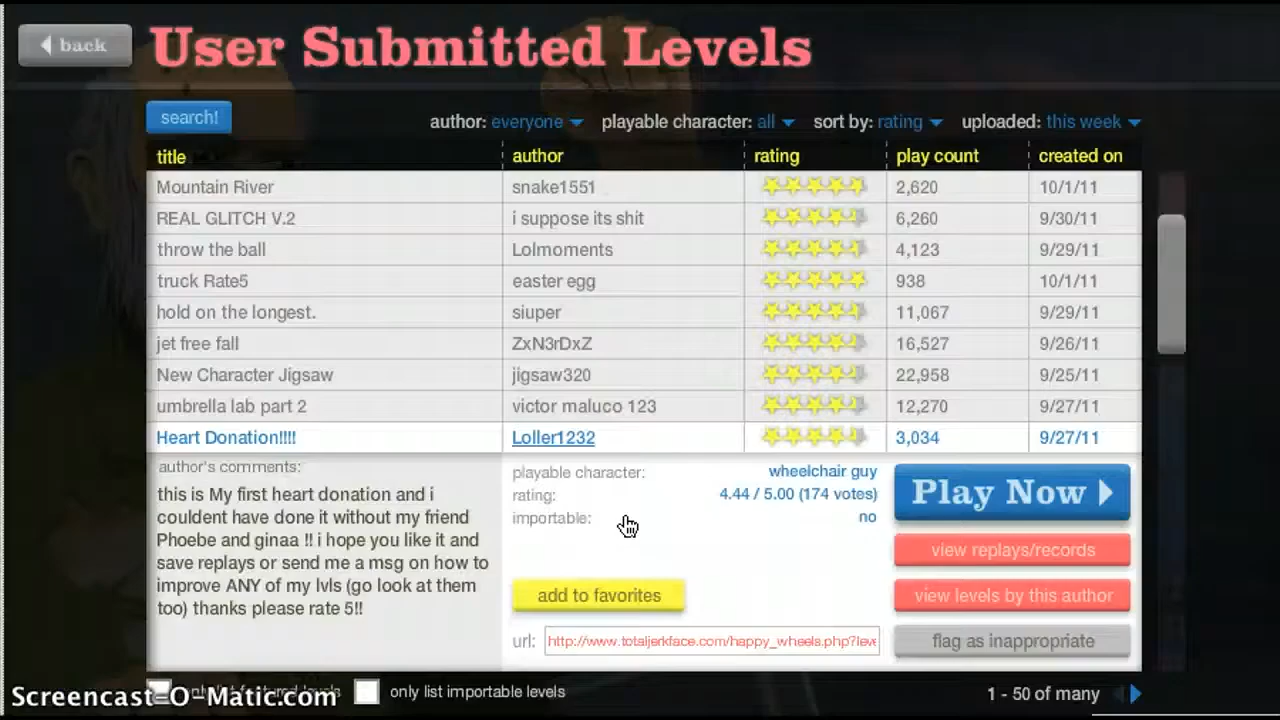 back
User Submitted Levels
search!
author: everyone playable character: all sort by: rating uploaded: this week
title author rating play count created on
Mountain River snake1551 2,620 10/1/11
REAL GLITCH V.2 i suppose its shit 6,260 9/30/11
throw the ball Lolmoments 4,123 9/29/11
truck Rate5 easter egg 938 10/1/11
hold on the longest. siuper 11,067 9/29/11
jet free fall ZxN3rDxZ 16,527 9/26/11
New Character Jigsaw jigsaw320 22,958 9/25/11
umbrella lab part 2 victor maluco 123 12,270 9/27/11
Heart Donation!!!! Loller1232 3,034 9/27/11
author's comments:
this is My first heart donation and i
couldent have done it without my friend
Phoebe and ginaa !! i hope you like it and
save replays or send me a msg on how to
improve ANY of my lvls (go look at them
too) thanks please rate 5!!
playable character: wheelchair guy
rating: 4.44 / 5.00 (174 votes)
importable: no
add to favorites
url: http://www.totaljerkface.com/happy_wheels.php?leve
Play Now
view replays/records
view levels by this author
flag as inappropriate
only list featured levels
only list importable levels
1 - 50 of many
Screencast-O-Matic.com